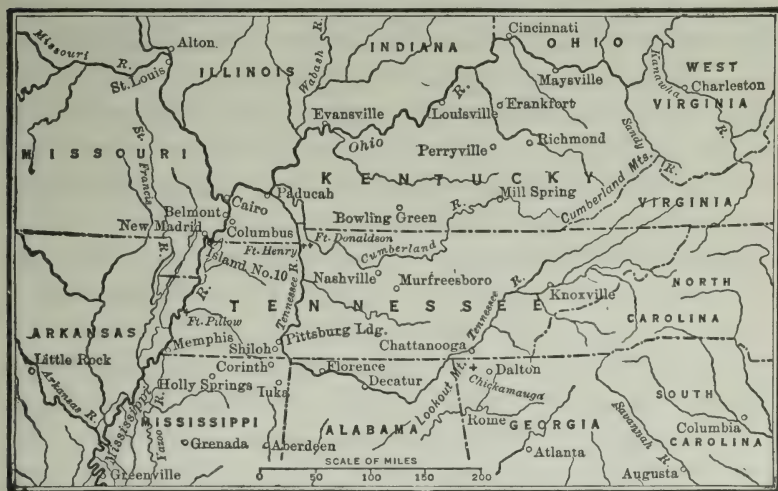 Missouri R.
Alton.
St. Louis
ILLINOIS
Wabash R.
INDIANA
Cincinnati
OHIO
Kanawha R.
WEST VIRGINIA
Charleston
Maysville
Evansville
Louisville
Frankfort
Ohio R.
Sandy R.
MISSOURI
St. Francis R.
Perryville
Richmond
KENTUCKY
Cumberland Mts.
VIRGINIA
Mill Spring
Belmont
Cairo
Paducah
Bowling Green
New Madrid
Columbus
Ft. Henry
Ft. Donaldson
Cumberland R.
Island No. 10
Nashville
Murfreesboro
Tennessee R.
Knoxville
NORTH CAROLINA
TENNESSEE
Tennessee R.
Ft. Pillow
ARKANSAS
Memphis
Shiloh
Pittsburg Ldg.
Chattanooga
Little Rock
Corinth
Florence
Lookout Mt.
Dalton
Chickamauga
Arkansas R.
Holly Springs
Iuka
Decatur
SOUTH CAROLINA
Mississippi R.
Yazoo R.
MISSISSIPPI
ALABAMA
Rome
GEORGIA
Savannah R.
Columbia
Grenada
Aberdeen
Atlanta
Greenville
SCALE OF MILES
0 50 100 150 200
Augusta